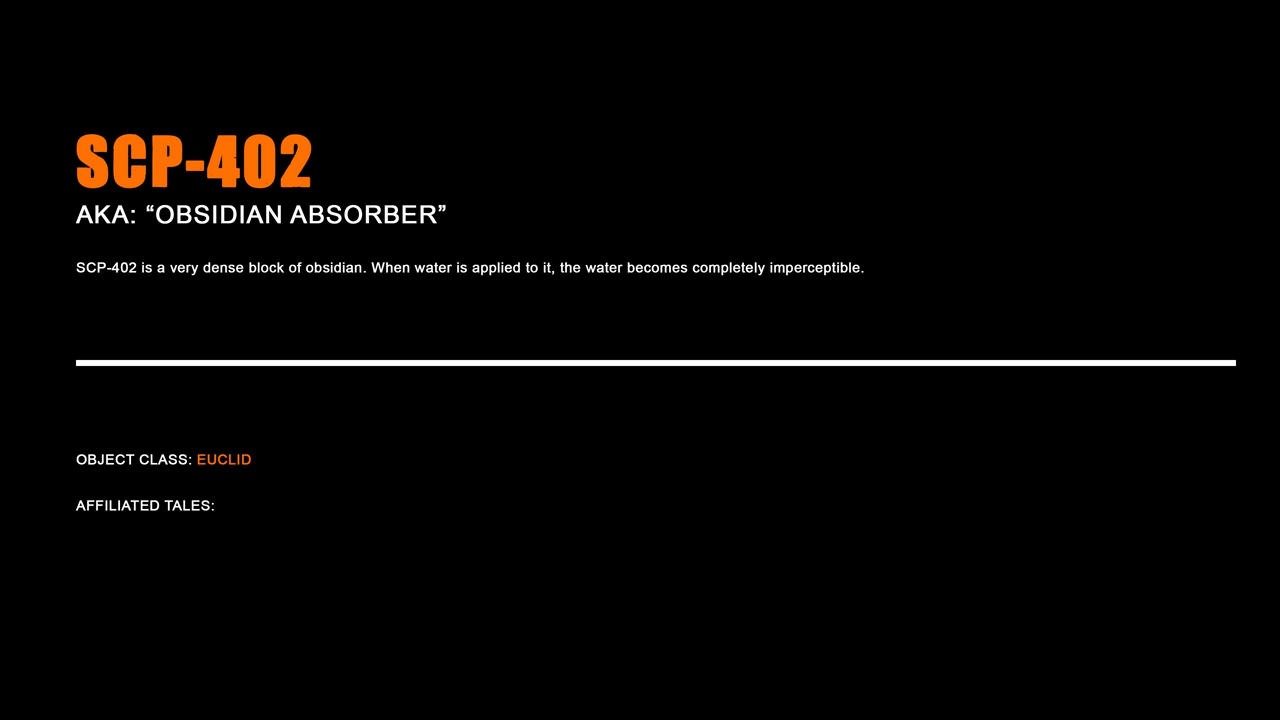 SCP-402
AKA: “OBSIDIAN ABSORBER”
SCP-402 is a very dense block of obsidian. When water is applied to it, the water becomes completely imperceptible.
OBJECT CLASS: EUCLID
AFFILIATED TALES: